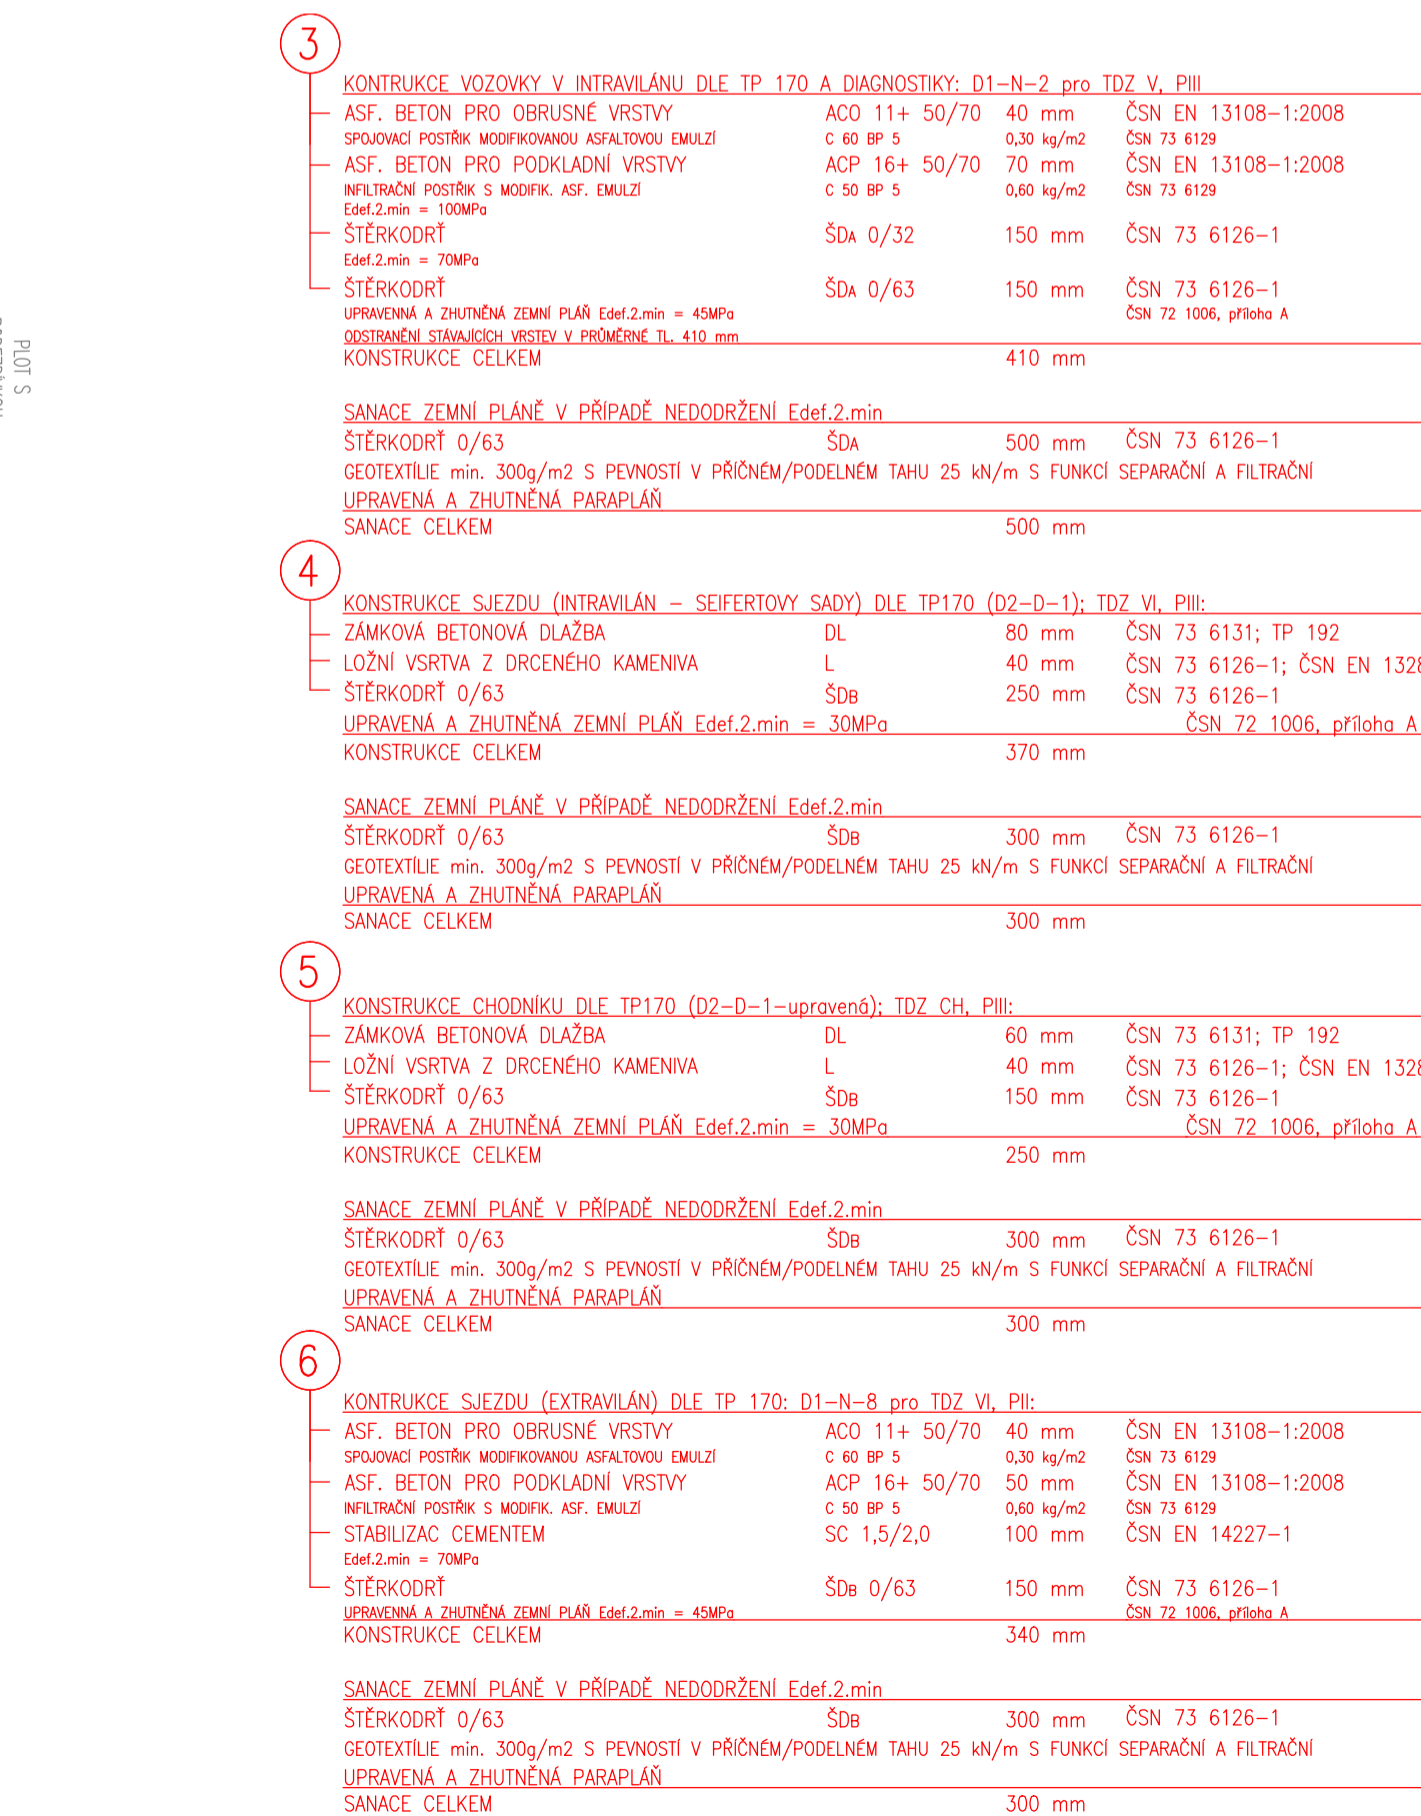 3
KONTRUKCE VOZOVKY V INTRAVILÁNU DLE TP 170 A DIAGNOSTIKY: D1-N-2 pro TDZ V, PIII
ASF. BETON PRO OBRUSNÉ VRSTVY ACO 11+ 50/70 40 mm ČSN EN 13108-1:2008
SPOJOVACÍ POSTŘIK MODIFIKOVANOU ASFALTOVOU EMULZÍ C 60 BP 5 0,30 kg/m2 ČSN 73 6129
ASF. BETON PRO PODKLADNÍ VRSTVY ACP 16+ 50/70 70 mm ČSN EN 13108-1:2008
INFILTRAČNÍ POSTŘIK S MODIFIK. ASF. EMULZÍ C 50 BP 5 0,60 kg/m2 ČSN 73 6129
Edef.2.min = 100MPa
ŠTĚRKODRŤ ŠDA 0/32 150 mm ČSN 73 6126-1
Edef.2.min = 70MPa
ŠTĚRKODRŤ ŠDA 0/63 150 mm ČSN 73 6126-1
UPRAVENNÁ A ZHUTNĚNÁ ZEMNÍ PLÁŇ Edef.2.min = 45MPa ČSN 72 1006, příloha A
ODSTRANĚNÍ STÁVAJÍCÍCH VRSTEV V PRŮMĚRNÉ TL. 410 mm
KONSTRUKCE CELKEM 410 mm
SANACE ZEMNÍ PLÁNĚ V PŘÍPADĚ NEDODRŽENÍ Edef.2.min
ŠTĚRKODRŤ 0/63 ŠDA 500 mm ČSN 73 6126-1
GEOTEXTÍLIE min. 300g/m2 S PEVNOSTÍ V PŘÍČNÉM/PODELNÉM TAHU 25 kN/m S FUNKCÍ SEPARAČNÍ A FILTRAČNÍ
UPRAVENÁ A ZHUTNĚNÁ PARAPLÁŇ
SANACE CELKEM 500 mm
4
KONSTRUKCE SJEZDU (INTRAVILÁN - SEIFERTOVY SADY) DLE TP170 (D2-D-1); TDZ VI, PIII:
ZÁMKOVÁ BETONOVÁ DLAŽBA DL 80 mm ČSN 73 6131; TP 192
LOŽNÍ VSRTVA Z DRCENÉHO KAMENIVA L 40 mm ČSN 73 6126-1; ČSN EN 1328
ŠTĚRKODRŤ 0/63 ŠDB 250 mm ČSN 73 6126-1
UPRAVENÁ A ZHUTNĚNÁ ZEMNÍ PLÁŇ Edef.2.min = 30MPa ČSN 72 1006, příloha A
KONSTRUKCE CELKEM 370 mm
SANACE ZEMNÍ PLÁNĚ V PŘÍPADĚ NEDODRŽENÍ Edef.2.min
ŠTĚRKODRŤ 0/63 ŠDB 300 mm ČSN 73 6126-1
GEOTEXTÍLIE min. 300g/m2 S PEVNOSTÍ V PŘÍČNÉM/PODELNÉM TAHU 25 kN/m S FUNKCÍ SEPARAČNÍ A FILTRAČNÍ
UPRAVENÁ A ZHUTNĚNÁ PARAPLÁŇ
SANACE CELKEM 300 mm
5
KONSTRUKCE CHODNÍKU DLE TP170 (D2-D-1-upravená); TDZ CH, PIII:
ZÁMKOVÁ BETONOVÁ DLAŽBA DL 60 mm ČSN 73 6131; TP 192
LOŽNÍ VSRTVA Z DRCENÉHO KAMENIVA L 40 mm ČSN 73 6126-1; ČSN EN 1328
ŠTĚRKODRŤ 0/63 ŠDB 150 mm ČSN 73 6126-1
UPRAVENÁ A ZHUTNĚNÁ ZEMNÍ PLÁŇ Edef.2.min = 30MPa ČSN 72 1006, příloha A
KONSTRUKCE CELKEM 250 mm
SANACE ZEMNÍ PLÁNĚ V PŘÍPADĚ NEDODRŽENÍ Edef.2.min
ŠTĚRKODRŤ 0/63 ŠDB 300 mm ČSN 73 6126-1
GEOTEXTÍLIE min. 300g/m2 S PEVNOSTÍ V PŘÍČNÉM/PODELNÉM TAHU 25 kN/m S FUNKCÍ SEPARAČNÍ A FILTRAČNÍ
UPRAVENÁ A ZHUTNĚNÁ PARAPLÁŇ
SANACE CELKEM 300 mm
6
KONTRUKCE SJEZDU (EXTRAVILÁN) DLE TP 170: D1-N-8 pro TDZ VI, PII:
ASF. BETON PRO OBRUSNÉ VRSTVY ACO 11+ 50/70 40 mm ČSN EN 13108-1:2008
SPOJOVACÍ POSTŘIK MODIFIKOVANOU ASFALTOVOU EMULZÍ C 60 BP 5 0,30 kg/m2 ČSN 73 6129
ASF. BETON PRO PODKLADNÍ VRSTVY ACP 16+ 50/70 50 mm ČSN EN 13108-1:2008
INFILTRAČNÍ POSTŘIK S MODIFIK. ASF. EMULZÍ C 50 BP 5 0,60 kg/m2 ČSN 73 6129
STABILIZAC CEMENTEM SC 1,5/2,0 100 mm ČSN EN 14227-1
Edef.2.min = 70MPa
ŠTĚRKODRŤ ŠDB 0/63 150 mm ČSN 73 6126-1
UPRAVENNÁ A ZHUTNĚNÁ ZEMNÍ PLÁŇ Edef.2.min = 45MPa ČSN 72 1006, příloha A
KONSTRUKCE CELKEM 340 mm
SANACE ZEMNÍ PLÁNĚ V PŘÍPADĚ NEDODRŽENÍ Edef.2.min
ŠTĚRKODRŤ 0/63 ŠDB 300 mm ČSN 73 6126-1
GEOTEXTÍLIE min. 300g/m2 S PEVNOSTÍ V PŘÍČNÉM/PODELNÉM TAHU 25 kN/m S FUNKCÍ SEPARAČNÍ A FILTRAČNÍ
UPRAVENÁ A ZHUTNĚNÁ PARAPLÁŇ
SANACE CELKEM 300 mm
PLOT S